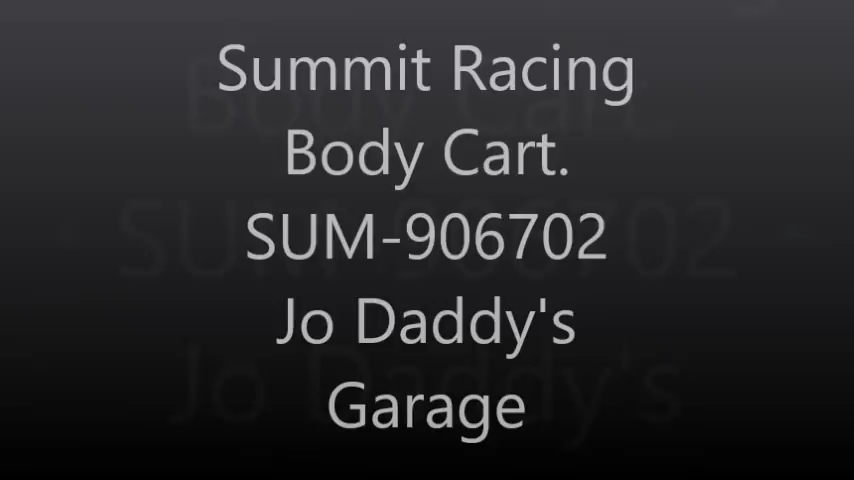 Summit Racing
Body Cart.
SUM-906702
Jo Daddy's
Garage